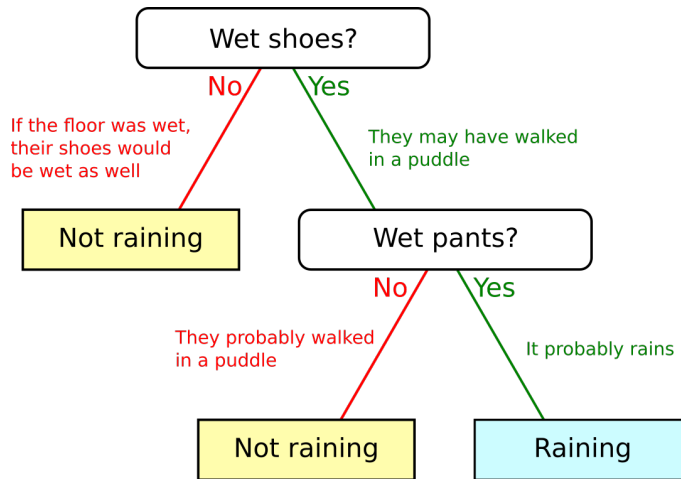 Wet shoes?
No
Yes
If the floor was wet,
their shoes would
be wet as well
They may have walked
in a puddle
Not raining
Wet pants?
No
Yes
They probably walked
in a puddle
It probably rains
Not raining
Raining